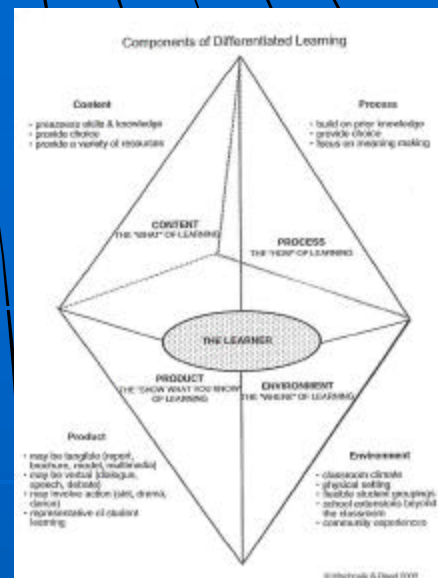 Components of Differentiated Learning
Content
• preassess skills & knowledge
• provide choice
• provide a variety of resources
Process
• build on prior knowledge
• provide choice
• focus on meaning making
CONTENT
THE "WHAT" OF LEARNING
PROCESS
THE "HOW" OF LEARNING
THE LEARNER
PRODUCT
THE "SHOW WHAT YOU KNOW"
OF LEARNING
ENVIRONMENT
THE "WHERE" OF LEARNING
Product
• may be tangible (report,
brochure, model, multimedia)
• may be verbal (dialogue,
speech, debate)
• may involve action (skit, drama,
dance)
• representative of student
learning
Environment
• classroom climate
• physical setting
• flexible student groupings
• school extensions beyond
the classroom
• community experiences